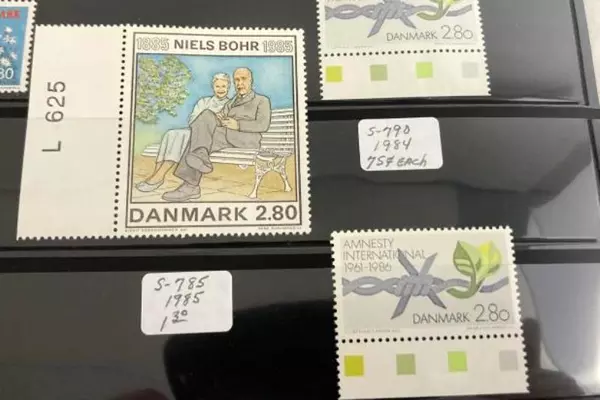 80
1885 NIELS BOHR 1985
DANMARK 2.80
L 625
DANMARK 2.80
S-790
1984
75¢ EACH
S-785
1985
1 30
AMNESTY
INTERNATIONAL
1961-1986
DANMARK 2.80